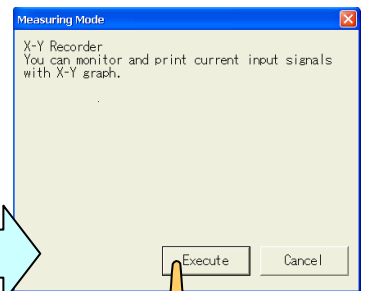 Measuring Mode
X-Y Recorder
You can monitor and print current input signals
with X-Y graph.
Execute
Cancel